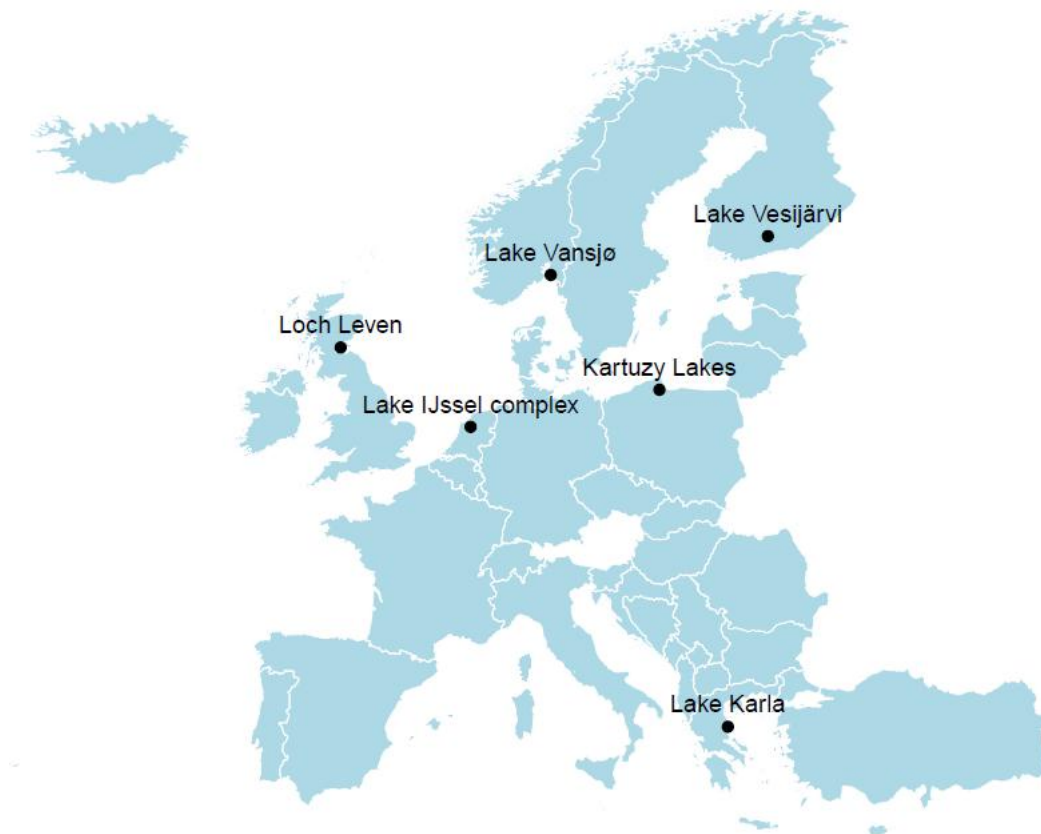 Lake Vesijärvi
Lake Vansjø
Loch Leven
Kartuzy Lakes
Lake IJssel complex
Lake Karla